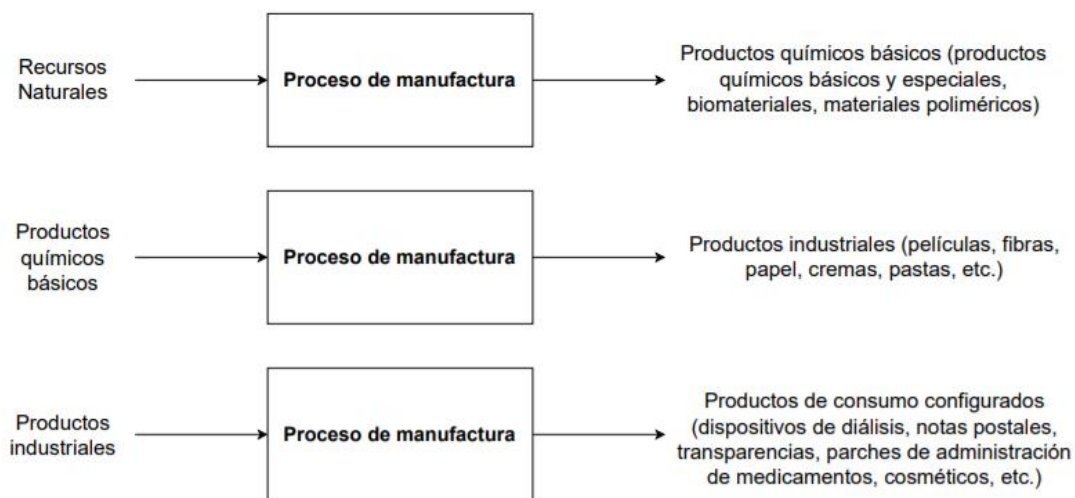 Recursos
Naturales
Proceso de manufactura
Productos químicos básicos (productos
químicos básicos y especiales,
biomateriales, materiales poliméricos)
Productos
químicos
básicos
Proceso de manufactura
Productos industriales (películas, fibras,
papel, cremas, pastas, etc.)
Productos
industriales
Proceso de manufactura
Productos de consumo configurados
(dispositivos de diálisis, notas postales,
transparencias, parches de administración
de medicamentos, cosméticos, etc.)